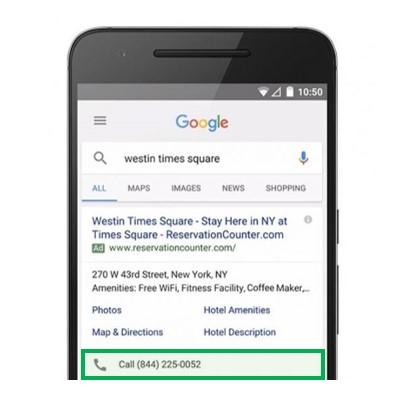 10:50
Google
westin times square
ALL MAPS IMAGES NEWS SHOPPING
Westin Times Square - Stay Here in NY at
Times Square - ReservationCounter.com
Ad www.reservationcounter.com/
270 W 43rd Street, New York, NY
Amenities: Free WiFi, Fitness Facility, Coffee Maker,...
Photos Hotel Amenities
Map & Directions Hotel Description
Call (844) 225-0052